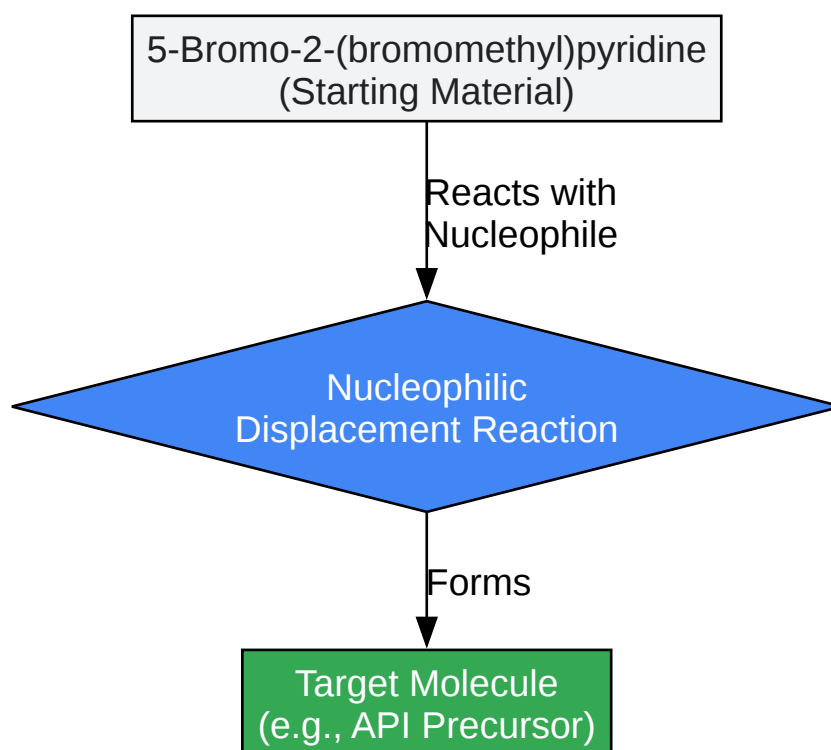 5-Bromo-2-(bromomethyl)pyridine
(Starting Material)
Reacts with
Nucleophile
Nucleophilic
Displacement Reaction
Forms
Target Molecule
(e.g., API Precursor)